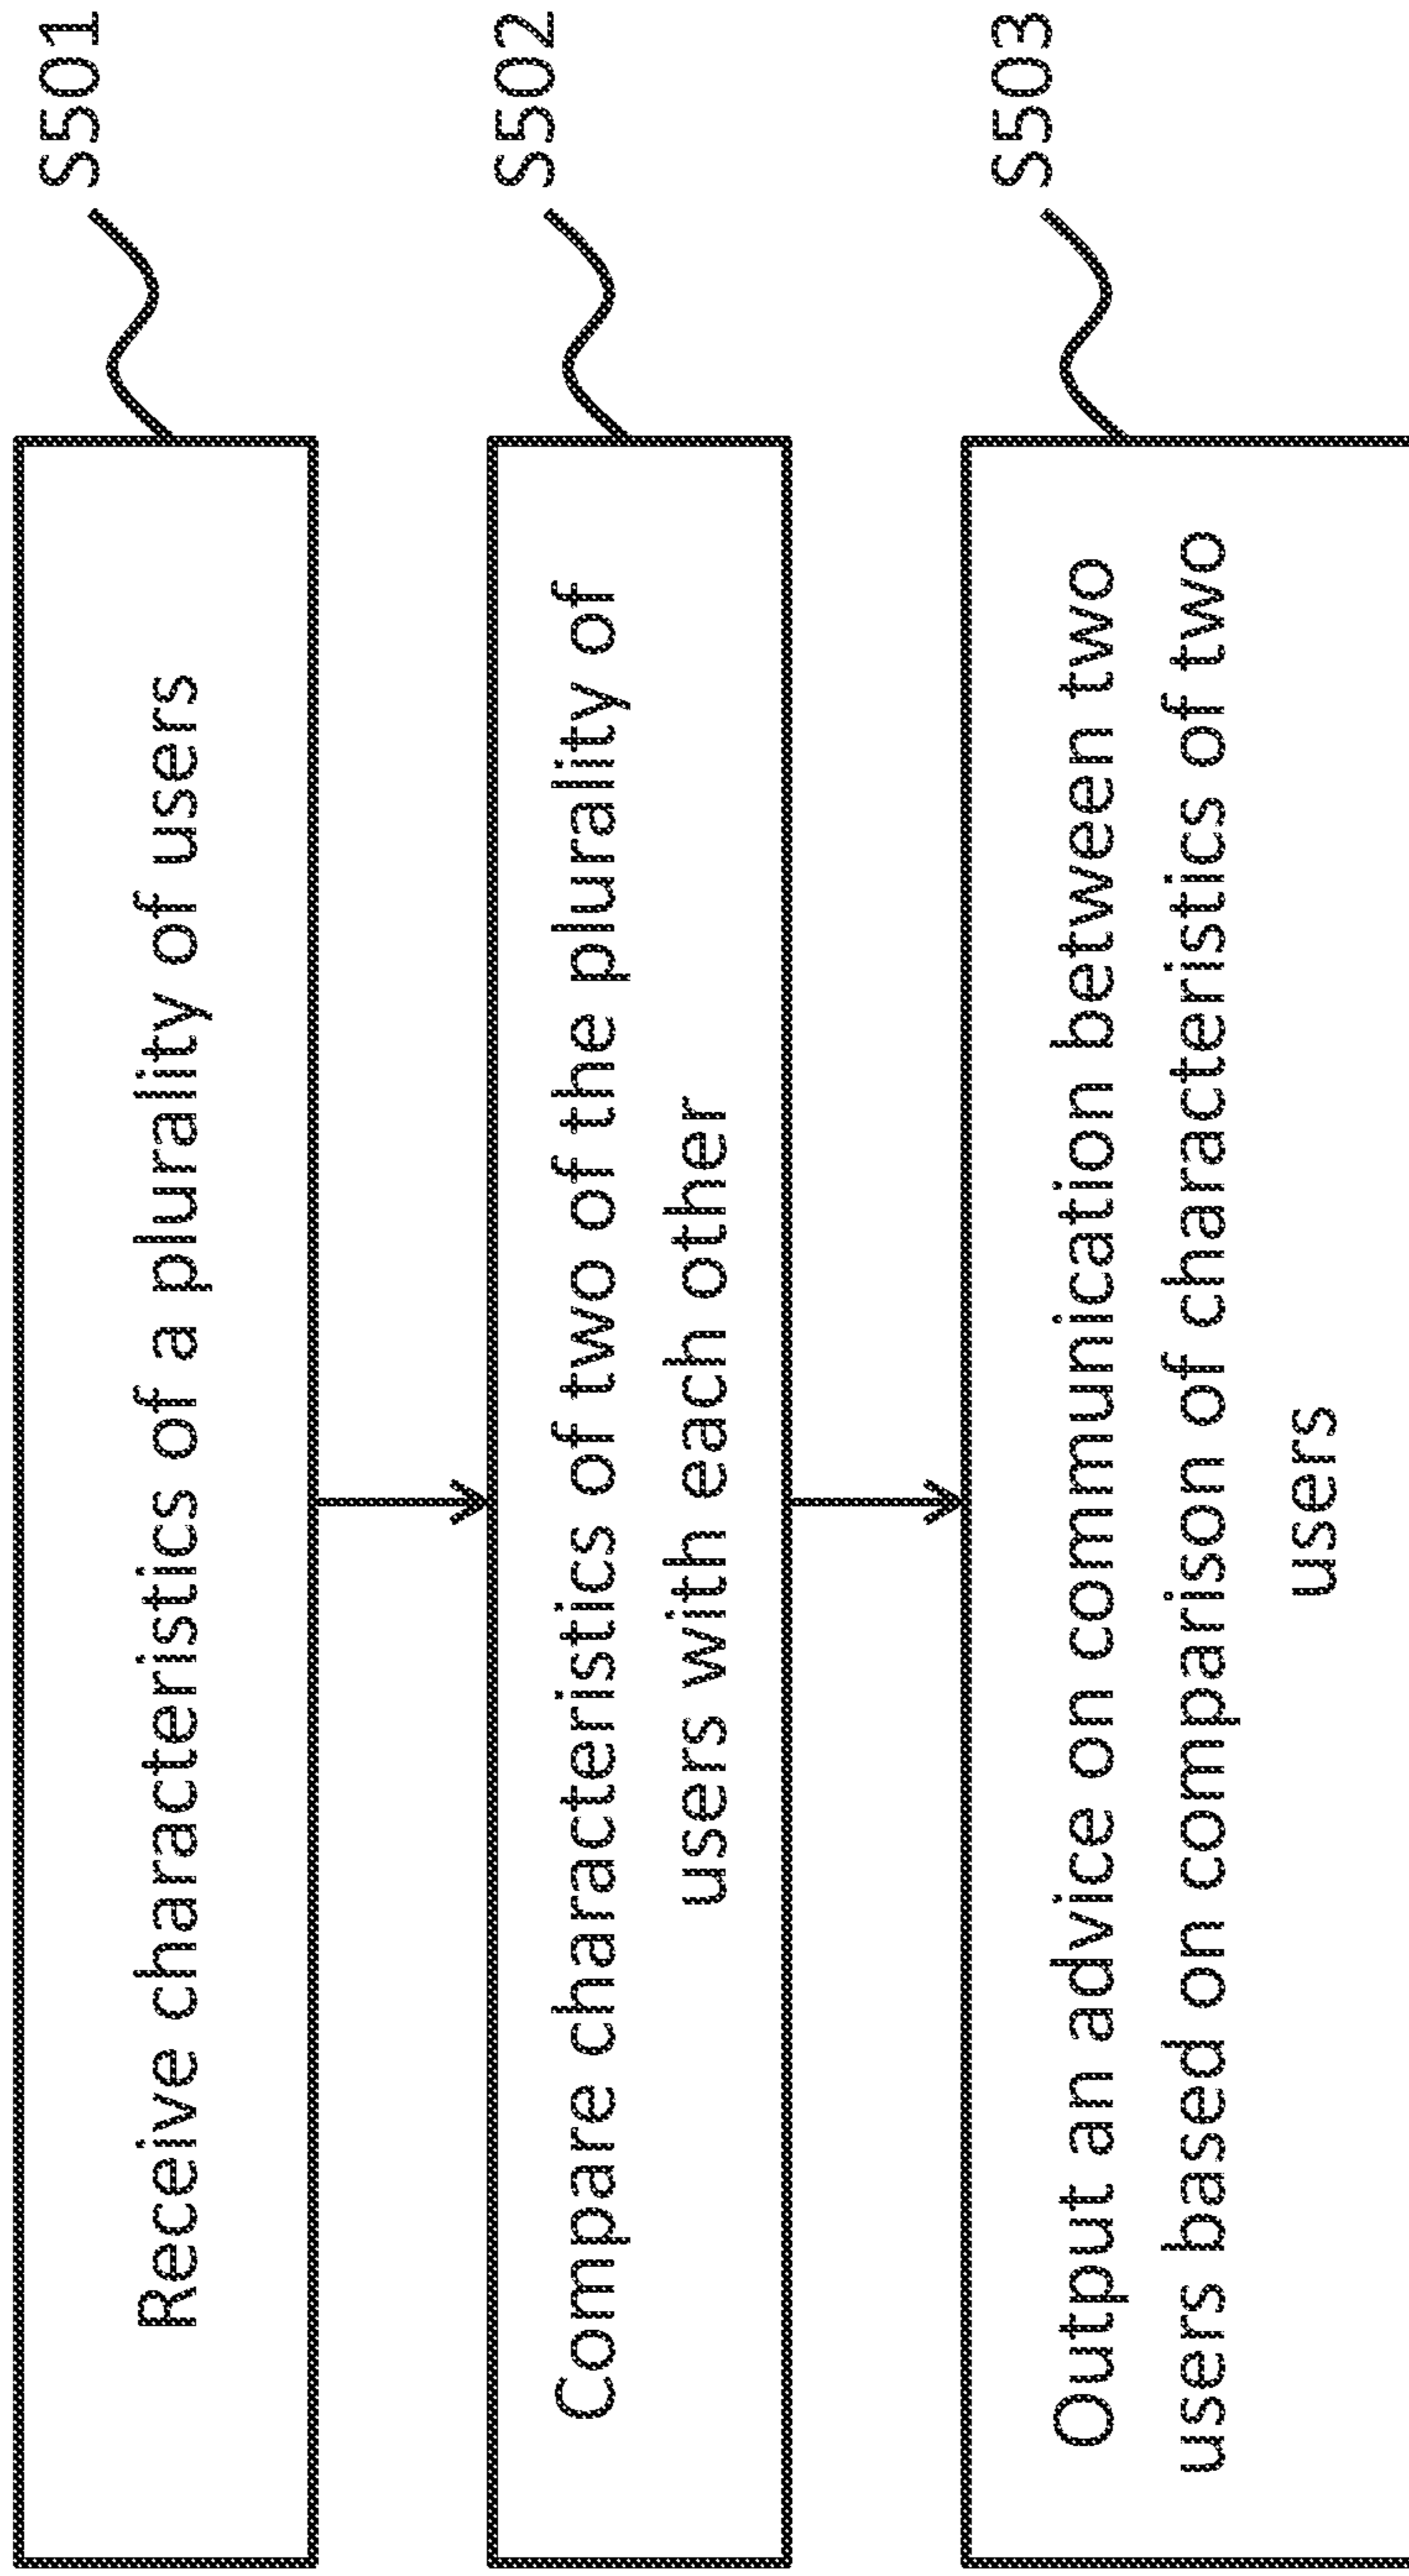 Receive characteristics of a plurality of users
S501
Compare characteristics of two of the plurality of
users with each other
S502
Output an advice on communication between two
users based on comparison of characteristics of two
users
S503